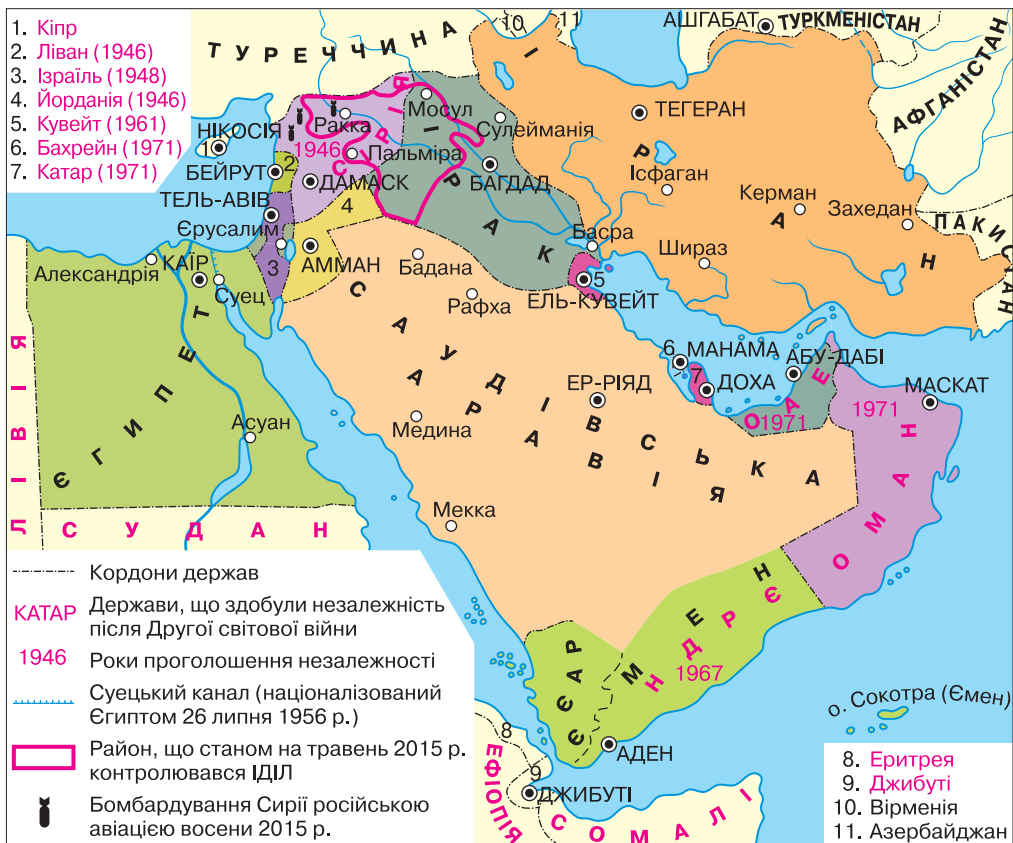 1. Кіпр
2. Ліван (1946)
3. Ізраїль (1948)
4. Йорданія (1946)
5. Кувейт (1961)
6. Бахрейн (1971)
7. Катар (1971)
ТУРЕЧЧИНА
10
11
АШГАБАТ
ТУРКМЕНІСТАН
АФГАНІСТАН
ПАКИСТАН
ІРАН
ТЕГЕРАН
Ісфаган
Керман
Захедан
Шираз
СИРІЯ
1946
Ракка
Пальміра
ДАМАСК
Мосул
Сулейманія
ІРАК
БАГДАД
Басра
НІКОСІЯ
1
БЕЙРУТ
2
ТЕЛЬ-АВІВ
Єрусалим
3
4
АММАН
5
ЕЛЬ-КУВЕЙТ
Александрія
КАЇР
Суец
ЄГИПЕТ
Асуан
ЛІВІЯ
СУДАН
Бадана
Рафха
САУДІВСЬКА
АРАВІЯ
ЕР-РІЯД
Медина
Мекка
6
МАНАМА
7
ДОХА
АБУ-ДАБІ
ОАЕ
1971
1971
МАСКАТ
ОМАН
ЄМЕН
НДРЄ
1967
ЄАР
АДЕН
о. Сокотра (Ємен)
8
9
ДЖИБУТІ
ЕФІОПІЯ
СОМАЛІ
Кордони держав
КАТАР
Держави, що здобули незалежність
після Другої світової війни
1946
Роки проголошення незалежності
Суецький канал (націоналізований
Єгиптом 26 липня 1956 р.)
Район, що станом на травень 2015 р.
контролювався ІДІЛ
Бомбардування Сирії російською
авіацією восени 2015 р.
8. Еритрея
9. Джибуті
10. Вірменія
11. Азербайджан